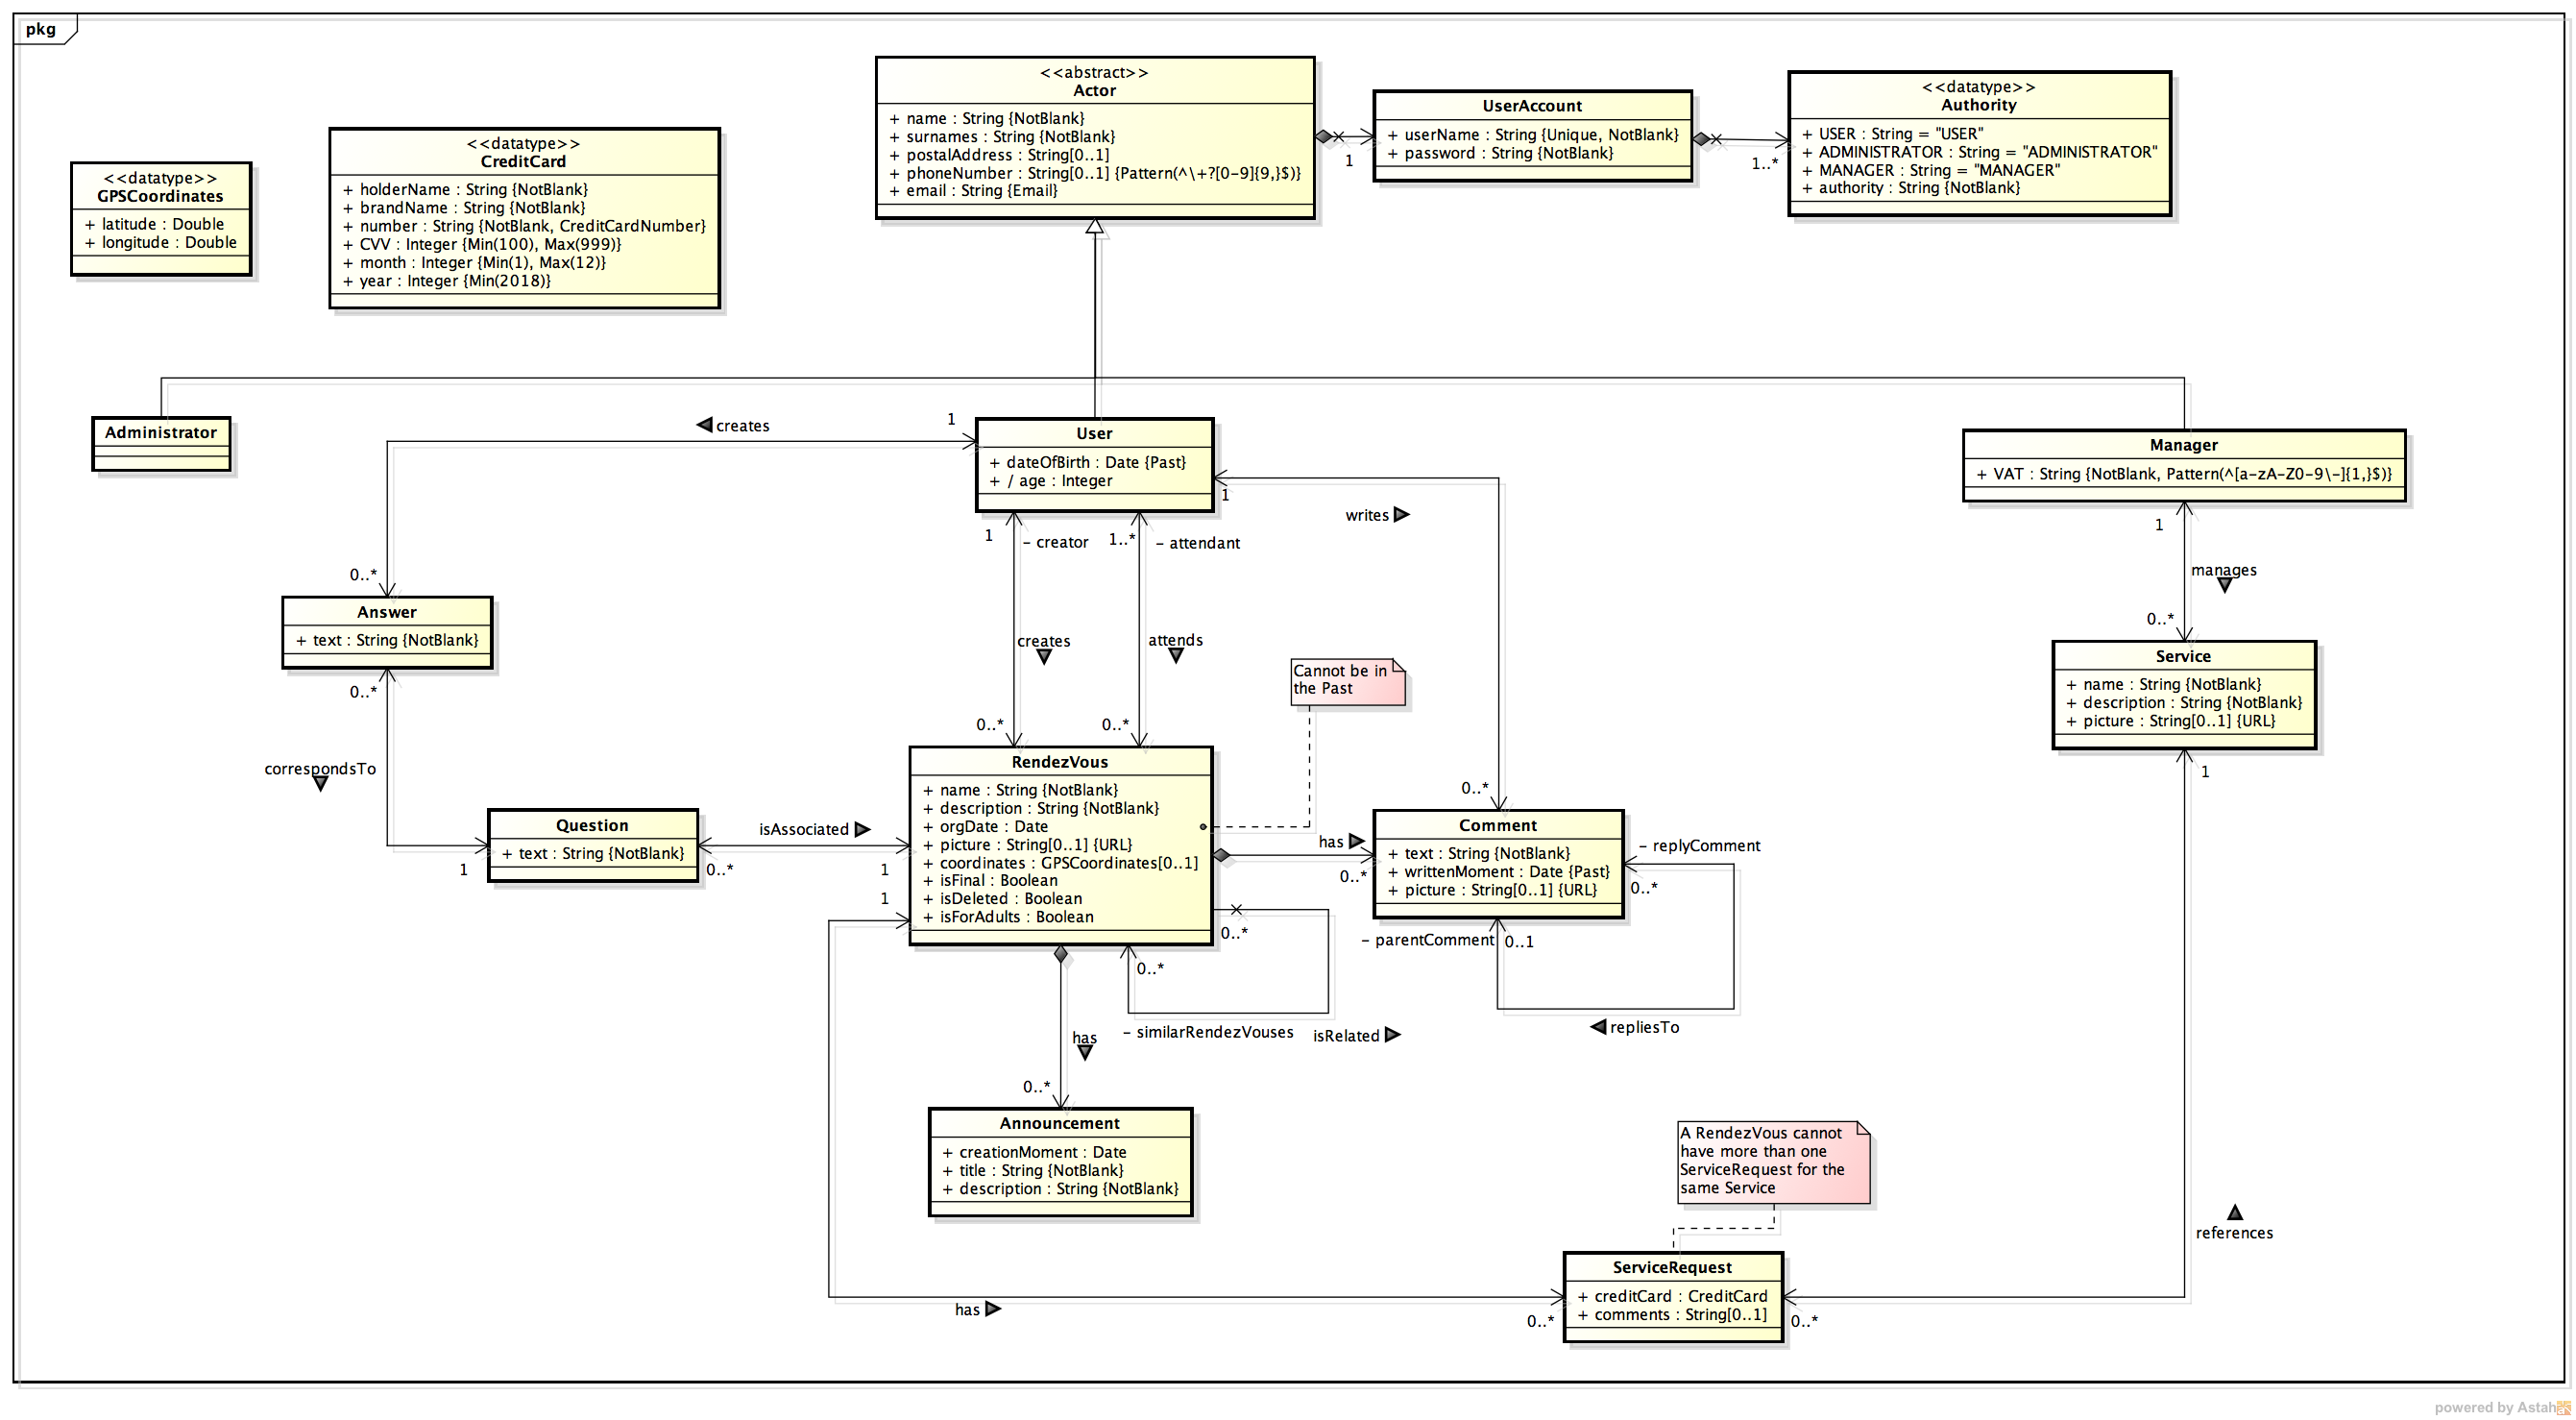 pkg
<<abstract>>
Actor
+ name : String {NotBlank}
+ surnames : String {NotBlank}
+ postalAddress : String[0..1]
+ phoneNumber : String[0..1] {Pattern(^\+?[0-9]{9,}$)}
+ email : String {Email}
1
UserAccount
+ userName : String {Unique, NotBlank}
+ password : String {NotBlank}
1..*
<<datatype>>
Authority
+ USER : String = "USER"
+ ADMINISTRATOR : String = "ADMINISTRATOR"
+ MANAGER : String = "MANAGER"
+ authority : String {NotBlank}
<<datatype>>
GPSCoordinates
+ latitude : Double
+ longitude : Double
<<datatype>>
CreditCard
+ holderName : String {NotBlank}
+ brandName : String {NotBlank}
+ number : String {NotBlank, CreditCardNumber}
+ CVV : Integer {Min(100), Max(999)}
+ month : Integer {Min(1), Max(12)}
+ year : Integer {Min(2018)}
Administrator
creates
1
User
+ dateOfBirth : Date {Past}
+ / age : Integer
Manager
+ VAT : String {NotBlank, Pattern(^[a-zA-Z0-9\-]{1,}$)}
1
writes
1
- creator
1..*
- attendant
1
manages
0..*
0..*
Answer
+ text : String {NotBlank}
0..*
creates
attends
0..*
0..*
Cannot be in
the Past
0..*
Service
+ name : String {NotBlank}
+ description : String {NotBlank}
+ picture : String[0..1] {URL}
1
correspondsTo
1
Question
+ text : String {NotBlank}
isAssociated
0..*
1
1
RendezVous
+ name : String {NotBlank}
+ description : String {NotBlank}
+ orgDate : Date
+ picture : String[0..1] {URL}
+ coordinates : GPSCoordinates[0..1]
+ isFinal : Boolean
+ isDeleted : Boolean
+ isForAdults : Boolean
has
0..*
Comment
+ text : String {NotBlank}
+ writtenMoment : Date {Past}
+ picture : String[0..1] {URL}
- replyComment
0..*
- parentComment
0..1
repliesTo
0..*
0..*
- similarRendezVouses
isRelated
has
0..*
Announcement
+ creationMoment : Date
+ title : String {NotBlank}
+ description : String {NotBlank}
A RendezVous cannot
have more than one
ServiceRequest for the
same Service
references
has
0..*
ServiceRequest
+ creditCard : CreditCard
+ comments : String[0..1]
0..*
powered by Astah